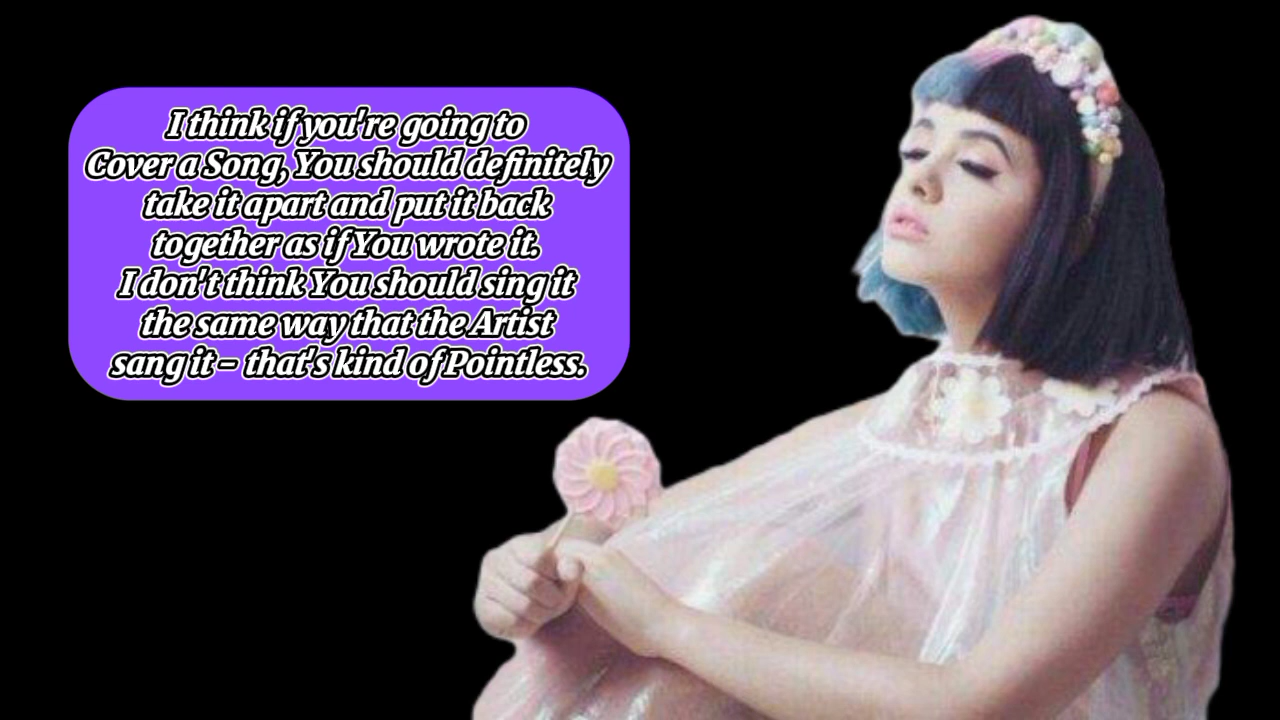 I think if you're going to
Cover a Song, You should definitely
take it apart and put it back
together as if You wrote it.
I don't think You should sing it
the same way that the Artist
sang it - that's kind of Pointless.